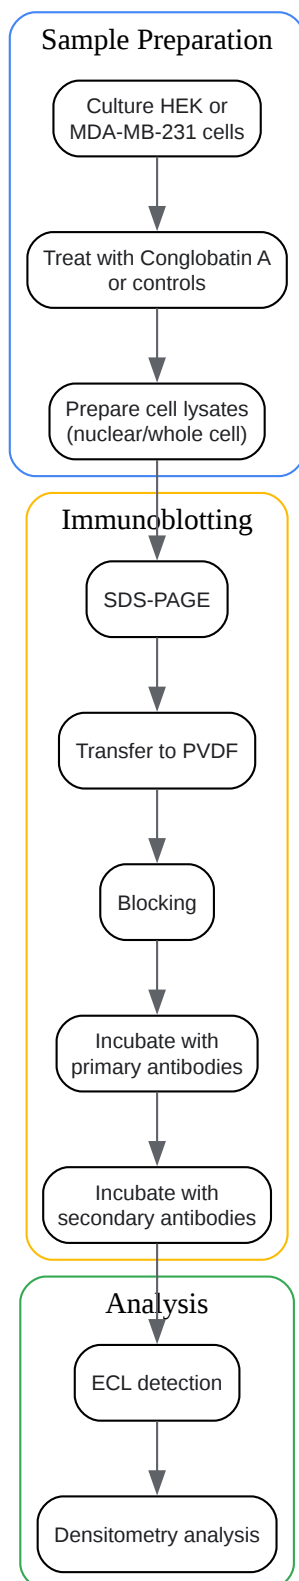 Sample Preparation
Culture HEK or
MDA-MB-231 cells
Treat with Conglobatin A
or controls
Prepare cell lysates
(nuclear/whole cell)
Immunoblotting
SDS-PAGE
Transfer to PVDF
Blocking
Incubate with
primary antibodies
Incubate with
secondary antibodies
Analysis
ECL detection
Densitometry analysis